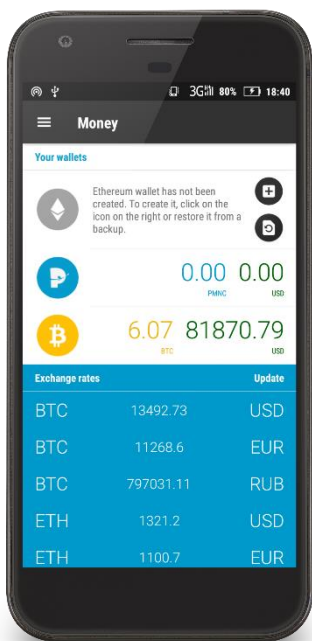 3G 80% 18:40
Money
Your wallets
Ethereum wallet has not been
created. To create it, click on the
icon on the right or restore it from a
backup.
0.00 0.00
PMNC USD
6.07 81870.79
BTC USD
Exchange rates Update
BTC 13492.73 USD
BTC 11268.6 EUR
BTC 797031.11 RUB
ETH 1321.2 USD
ETH 1100.7 EUR